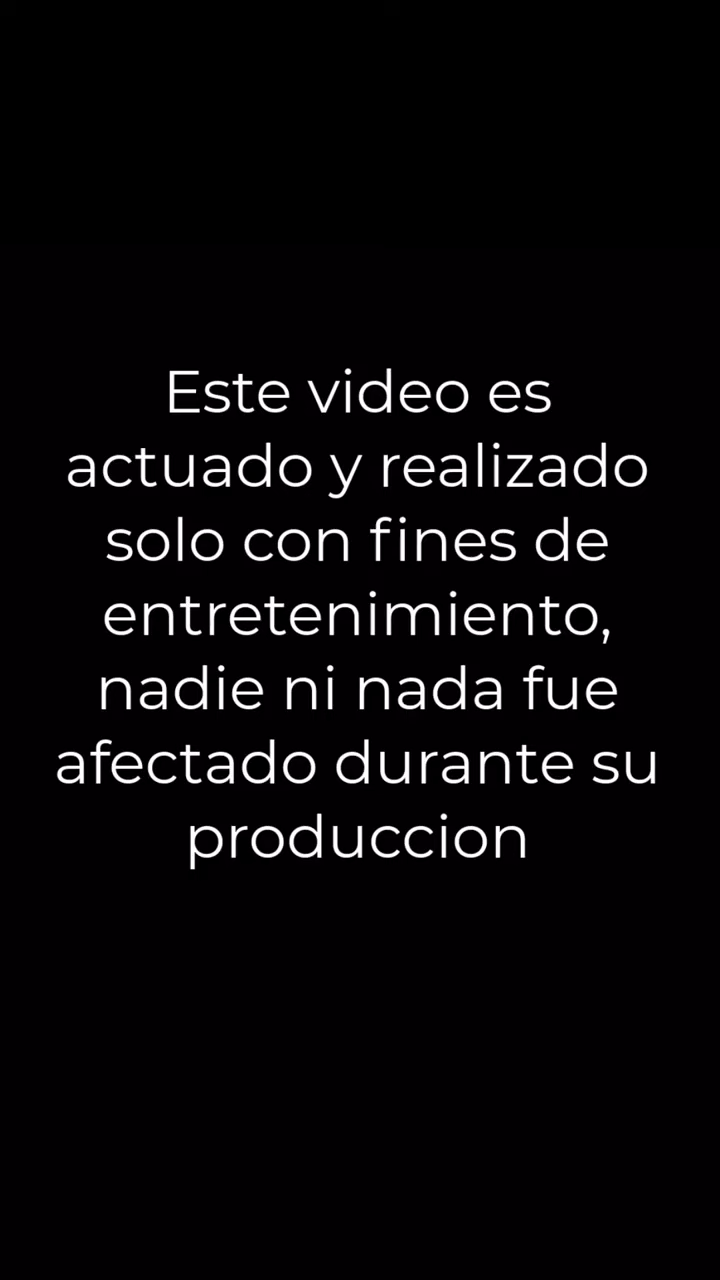 Este video es
actuado y realizado
solo con fines de
entretenimiento,
nadie ni nada fue
afectado durante su
produccion